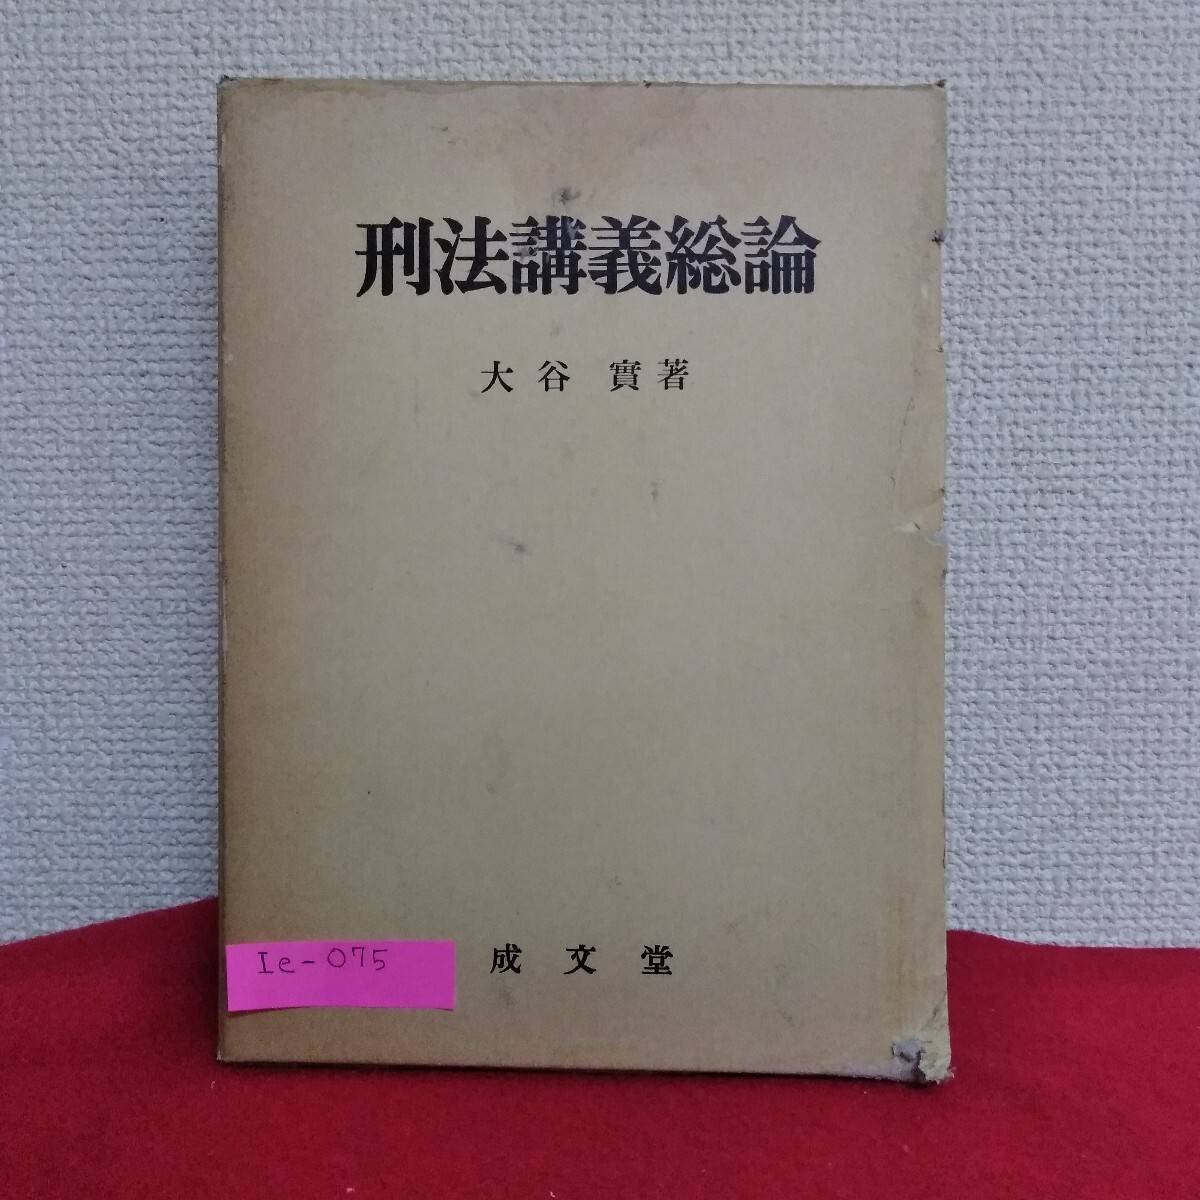 刑法講義総論
大谷 實著
Ie-075
成文堂